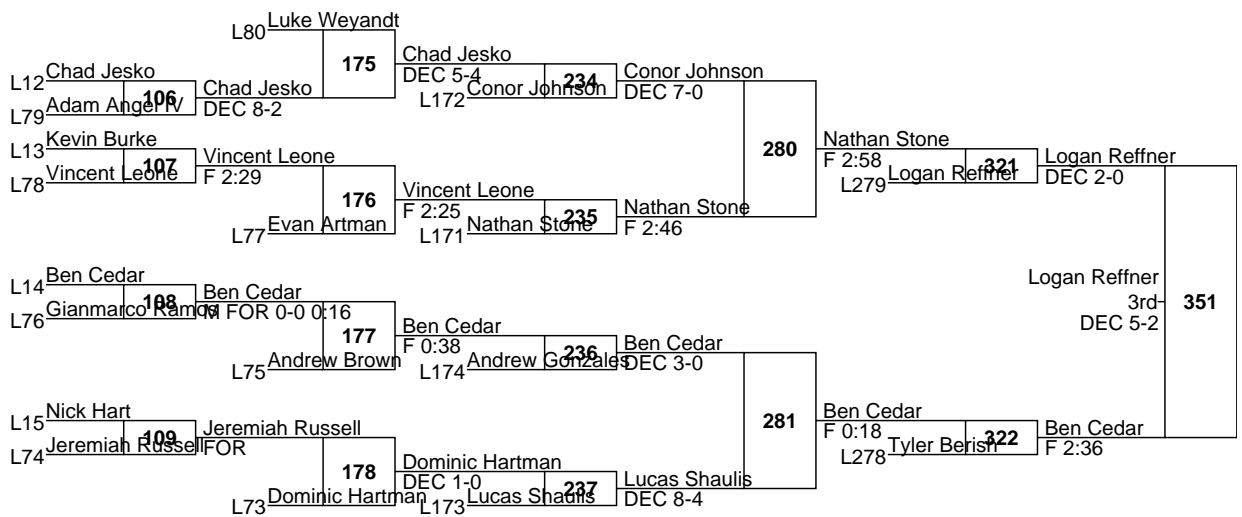 L80 Luke Weyandt
175
Chad Jesko
DEC 5-4
L12 Chad Jesko
106
L79 Adam Angel IV
Chad Jesko
DEC 8-2
L172 Conor Johnson
234
Conor Johnson
DEC 7-0
L13 Kevin Burke
107
L78 Vincent Leone
Vincent Leone
F 2:29
176
L77 Evan Artman
Vincent Leone
F 2:25
235
L171 Nathan Stone
Nathan Stone
F 2:46
280
Nathan Stone
F 2:58
321
L279 Logan Reffner
Logan Reffner
DEC 2-0
L14 Ben Cedar
108
L76 Gianmarco Ramos
Ben Cedar
M FOR 0-0 0:16
177
L75 Andrew Brown
Ben Cedar
F 0:38
236
L174 Andrew Gonzales
Ben Cedar
DEC 3-0
Logan Reffner
3rd
DEC 5-2
351
L15 Nick Hart
109
L74 Jeremiah Russell
Jeremiah Russell
FOR
178
L73 Dominic Hartman
Dominic Hartman
DEC 1-0
237
L173 Lucas Shaulis
Lucas Shaulis
DEC 8-4
281
Ben Cedar
F 0:18
322
L278 Tyler Berish
Ben Cedar
F 2:36